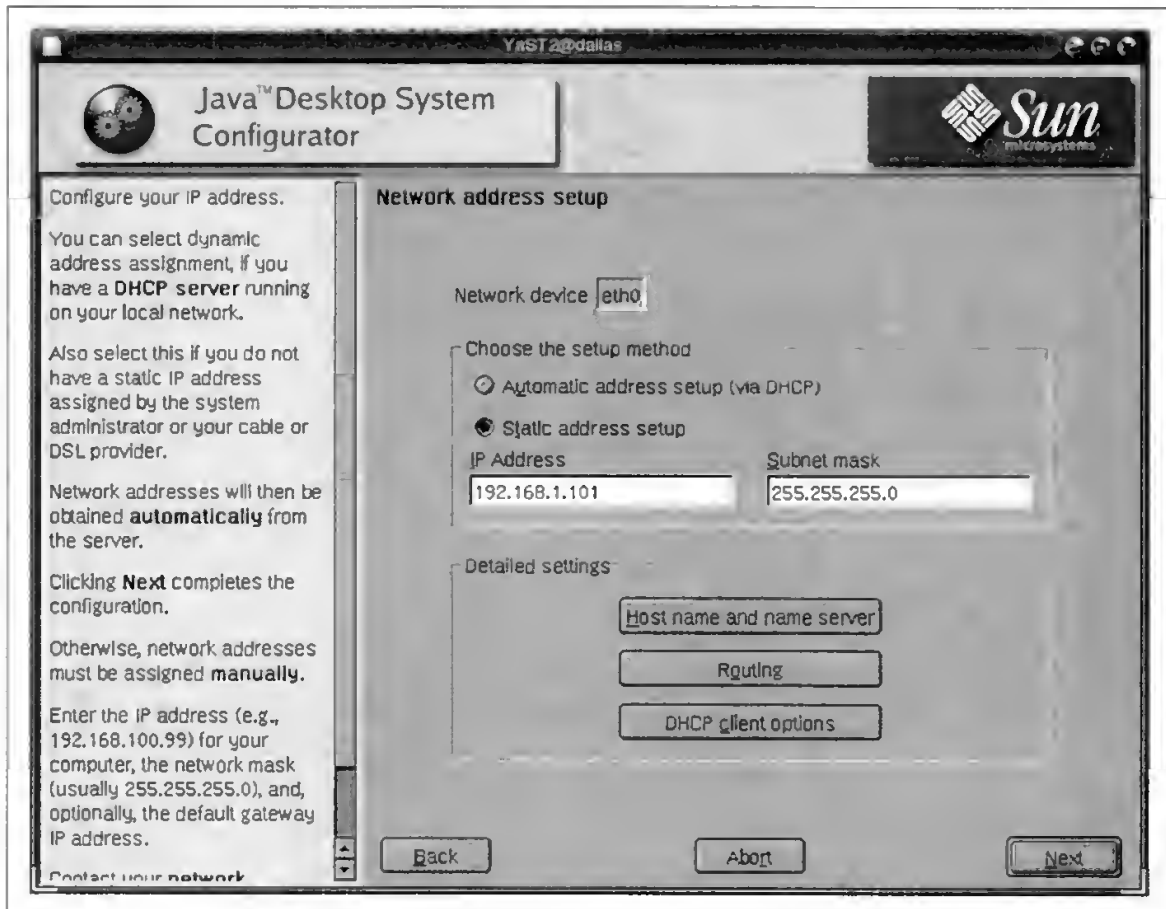 YaST2@dallas
Java™ Desktop System
Configurator
Sun
microsystems
Configure your IP address.
You can select dynamic
address assignment, if you
have a DHCP server running
on your local network.
Also select this if you do not
have a static IP address
assigned by the system
administrator or your cable or
DSL provider.
Network addresses will then be
obtained automatically from
the server.
Clicking Next completes the
configuration.
Otherwise, network addresses
must be assigned manually.
Enter the IP address (e.g.,
192.168.100.99) for your
computer, the network mask
(usually 255.255.255.0), and,
optionally, the default gateway
IP address.
Contact your network
Network address setup
Network device eth0
Choose the setup method
Automatic address setup (via DHCP)
Static address setup
IP Address Subnet mask
192.168.1.101 255.255.255.0
Detailed settings
Host name and name server
Routing
DHCP client options
Back Abort Next